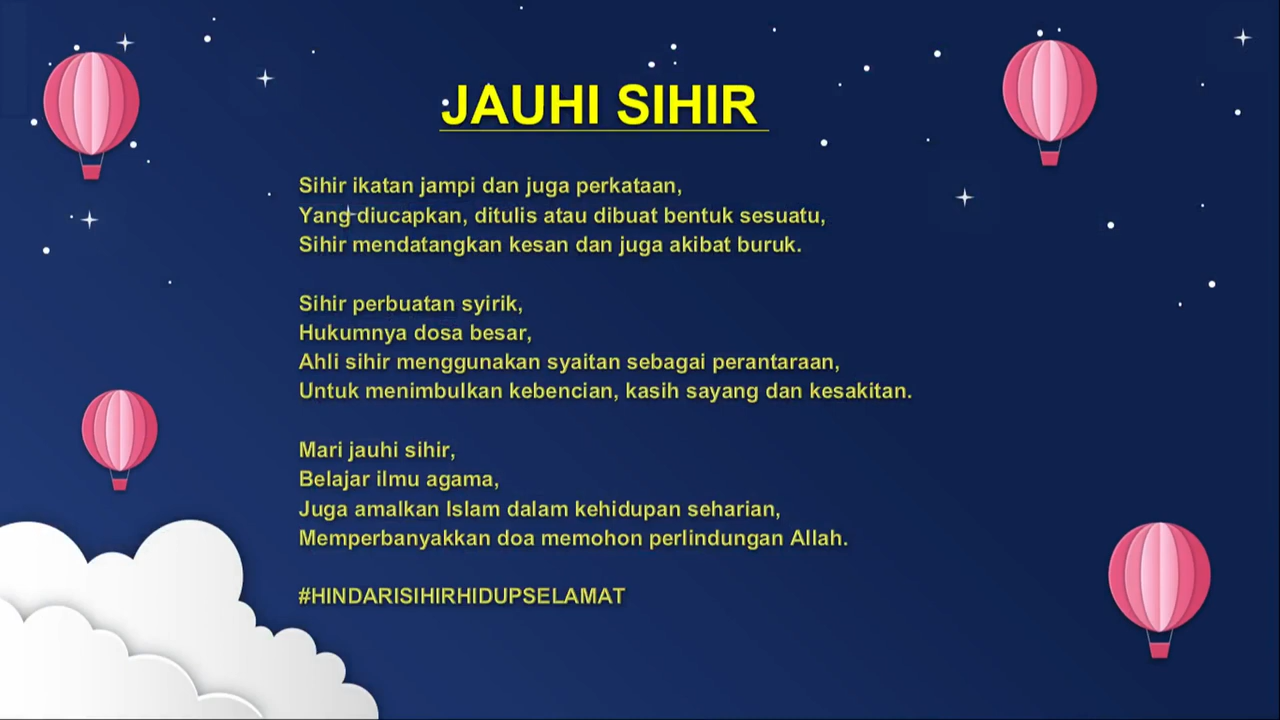 JAUHI SIHIR
Sihir ikatan jampi dan juga perkataan,
Yang diucapkan, ditulis atau dibuat bentuk sesuatu,
Sihir mendatangkan kesan dan juga akibat buruk.
Sihir perbuatan syirik,
Hukumnya dosa besar,
Ahli sihir menggunakan syaitan sebagai perantaraan,
Untuk menimbulkan kebencian, kasih sayang dan kesakitan.
Mari jauhi sihir,
Belajar ilmu agama,
Juga amalkan Islam dalam kehidupan seharian,
Memperbanyakkan doa memohon perlindungan Allah.
#HINDARISIHIRHIDUPSELAMAT